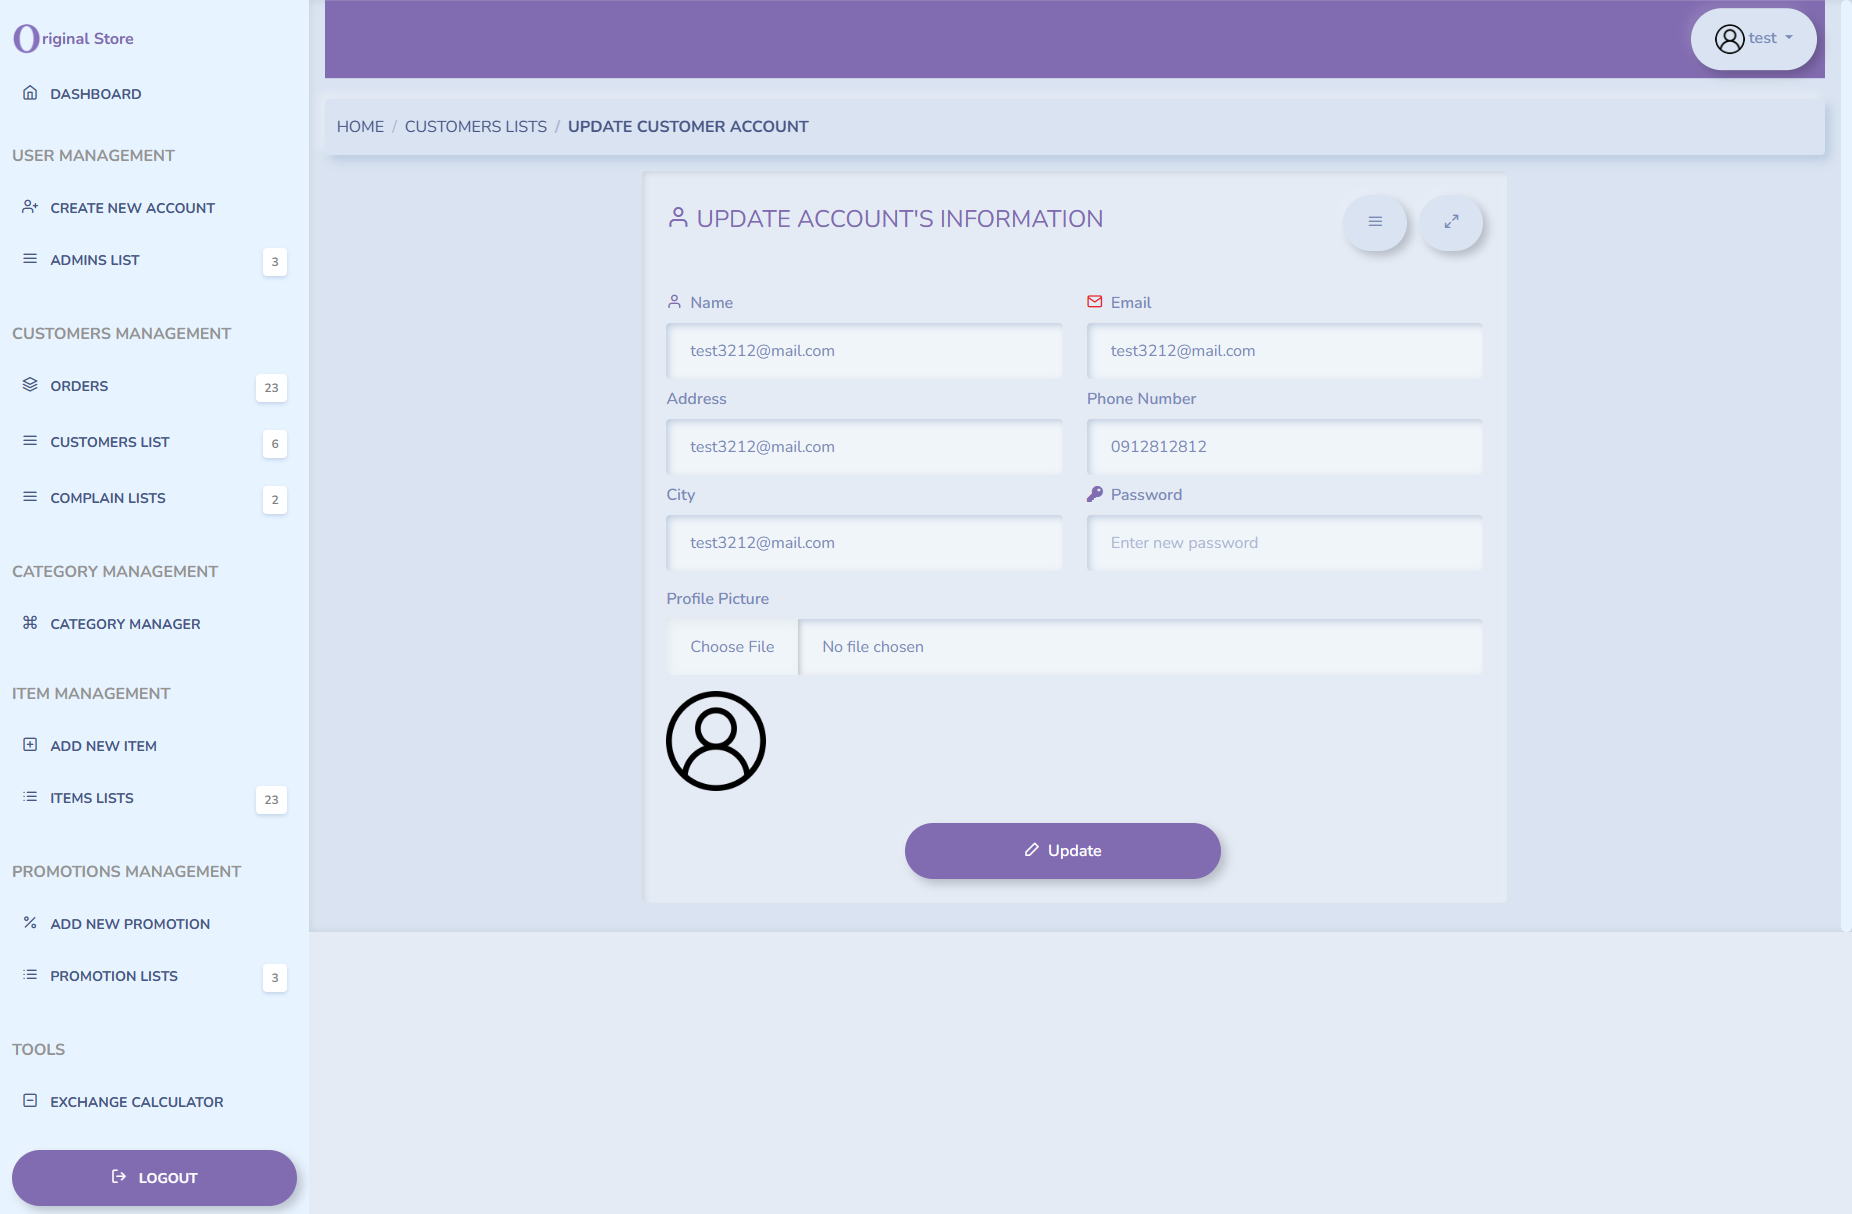 Original Store
DASHBOARD
USER MANAGEMENT
CREATE NEW ACCOUNT
ADMINS LIST 3
CUSTOMERS MANAGEMENT
ORDERS 23
CUSTOMERS LIST 6
COMPLAIN LISTS 2
CATEGORY MANAGEMENT
CATEGORY MANAGER
ITEM MANAGEMENT
ADD NEW ITEM
ITEMS LISTS 23
PROMOTIONS MANAGEMENT
ADD NEW PROMOTION
PROMOTION LISTS 3
TOOLS
EXCHANGE CALCULATOR
LOGOUT
test
HOME / CUSTOMERS LISTS / UPDATE CUSTOMER ACCOUNT
UPDATE ACCOUNT'S INFORMATION
Name
test3212@mail.com
Email
test3212@mail.com
Address
test3212@mail.com
Phone Number
0912812812
City
test3212@mail.com
Password
Enter new password
Profile Picture
Choose File No file chosen
Update